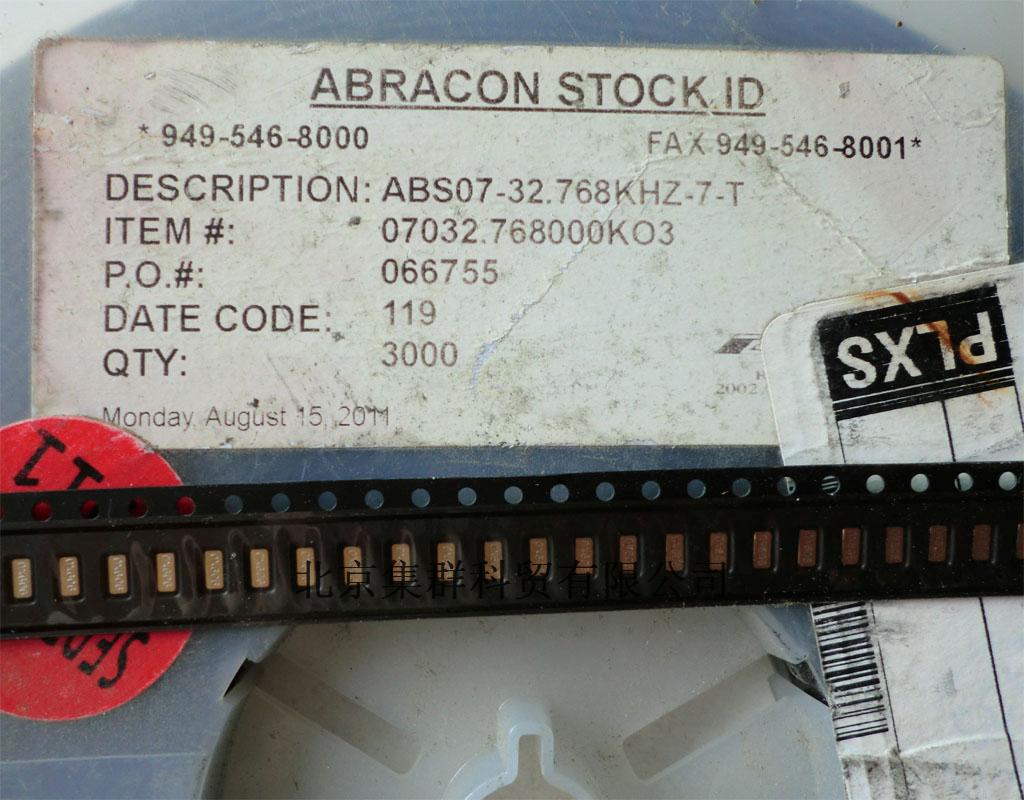 ABRACON STOCK ID
* 949-546-8000 FAX 949-546-8001*
DESCRIPTION: ABS07-32.768KHZ-7-T
ITEM #: 07032.768000KO3
P.O.#: 066755
DATE CODE: 119
QTY: 3000
2002
Monday, August 15, 2011
PLXS
11
北京集群科贸有限公司